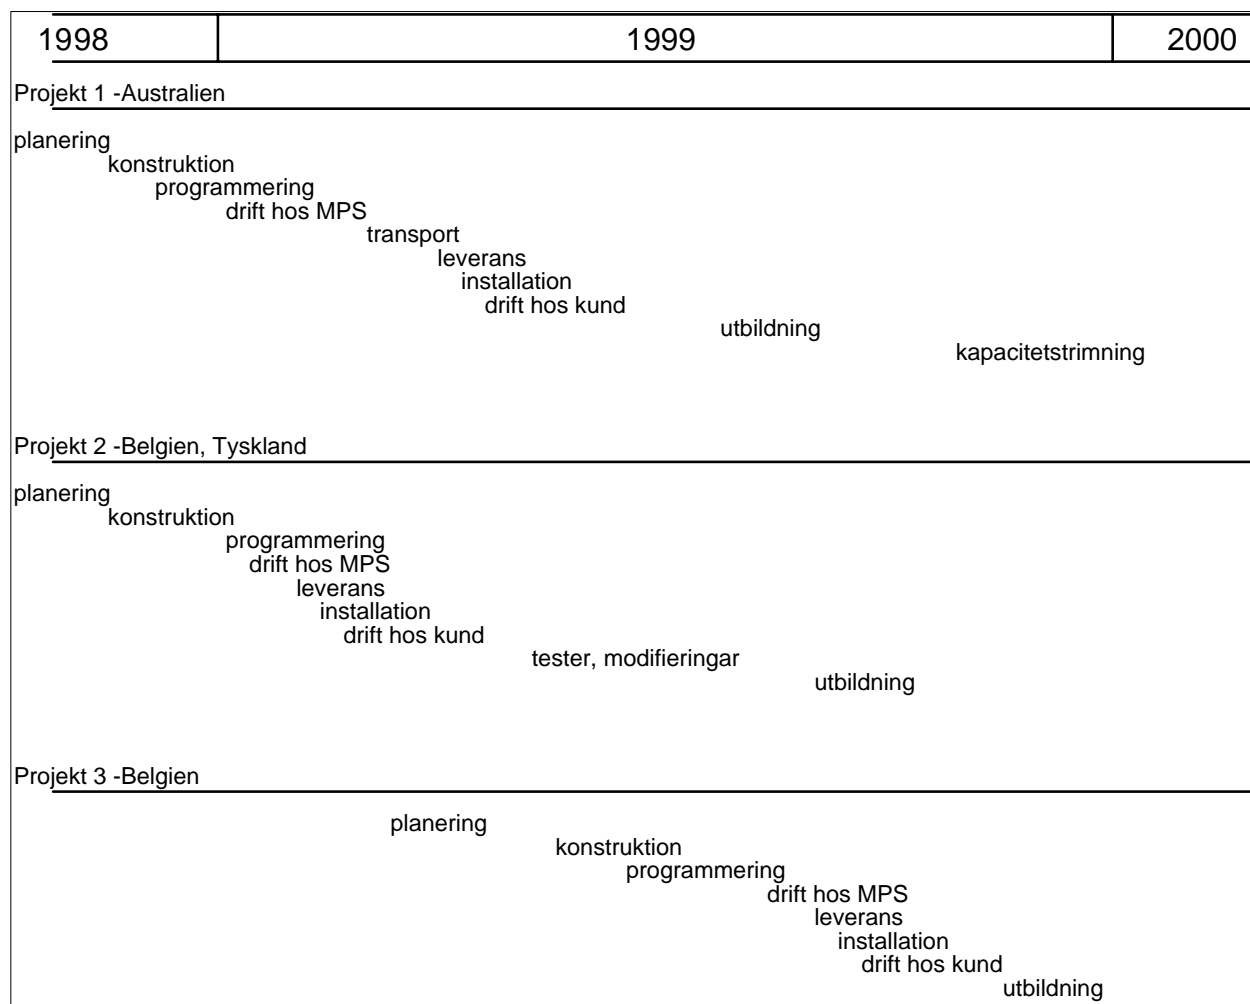 1998 1999 2000
Projekt 1 -Australien
planering
konstruktion
programmering
drift hos MPS
transport
leverans
installation
drift hos kund
utbildning
kapacitetstrimning
Projekt 2 -Belgien, Tyskland
planering
konstruktion
programmering
drift hos MPS
leverans
installation
drift hos kund
tester, modifieringar
utbildning
Projekt 3 -Belgien
planering
konstruktion
programmering
drift hos MPS
leverans
installation
drift hos kund
utbildning